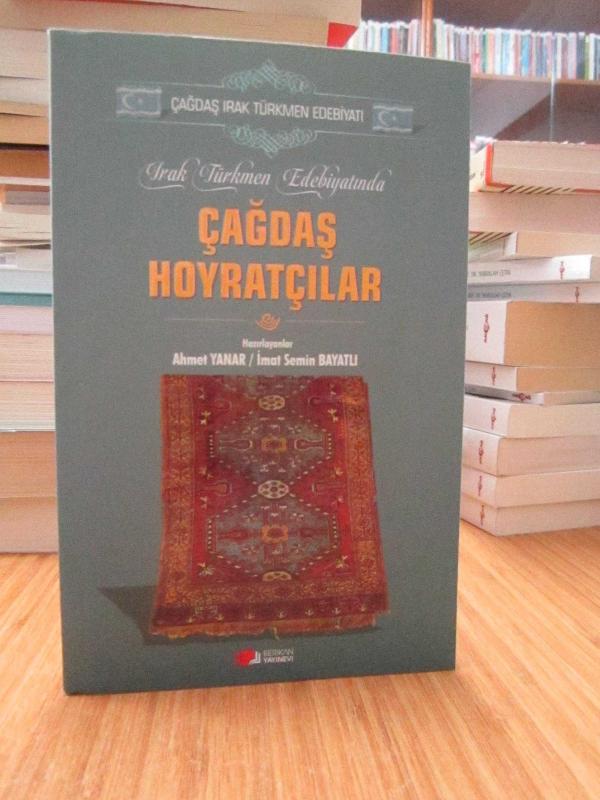 ÇAĞDAŞ IRAK TÜRKMEN EDEBİYATI
Irak Türkmen Edebiyatında
ÇAĞDAŞ
HOYRATÇILAR
Hazırlayanlar
Ahmet YANAR / İmat Semin BAYATLI
BERİKAN
YAYINEVİ